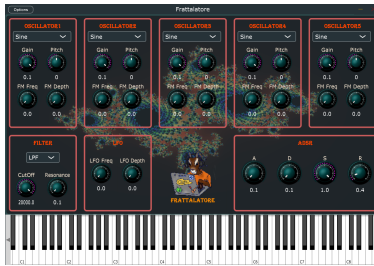 Options
Frattalatore
OSCILLATOR1 OSCILLATOR2 OSCILLATOR3 OSCILLATOR4 OSCILLATOR5
Sine Sine Sine Sine Sine
Gain Pitch Gain Pitch Gain Pitch Gain Pitch Gain Pitch
0.1 0 0.1 0 0.1 0 0.1 0 0.1 0
FM Freq FM Depth FM Freq FM Depth FM Freq FM Depth FM Freq FM Depth FM Freq FM Depth
0.0 0.0 0.0 0.0 0.0 0.0 0.0 0.0 0.0 0.0
FILTER LFO ADSR
LPF
LFO Freq LFO Depth A D S R
CutOff Resonance
0.0 0.0 0.1 0.1 1.0 0.4
20000.0 0.1
FRATTALATORE
C1 C2 C3 C4 C5 C6 C7 C8